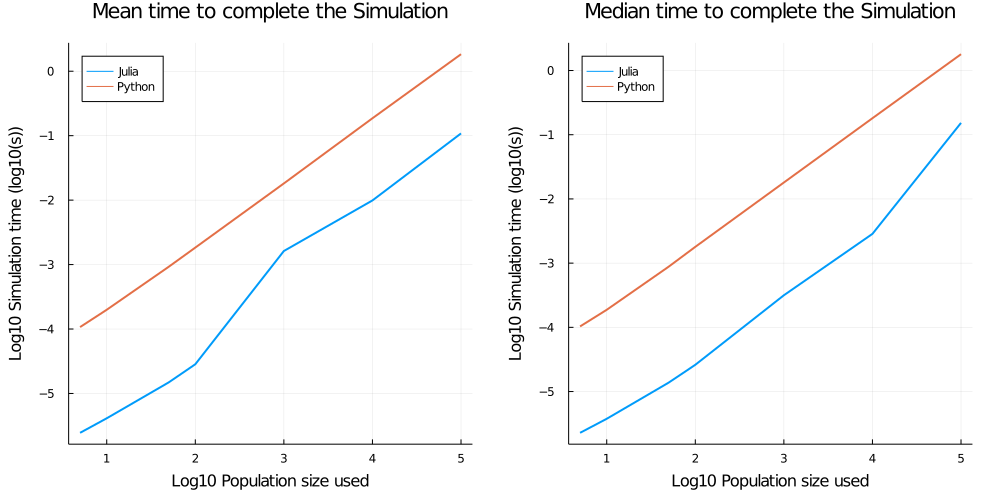 Mean time to complete the Simulation
Log10 Simulation time (log10(s))
0
−1
−2
−3
−4
−5
Julia
Python
1 2 3 4 5
Log10 Population size used
Median time to complete the Simulation
Log10 Simulation time (log10(s))
0
−1
−2
−3
−4
−5
Julia
Python
1 2 3 4 5
Log10 Population size used